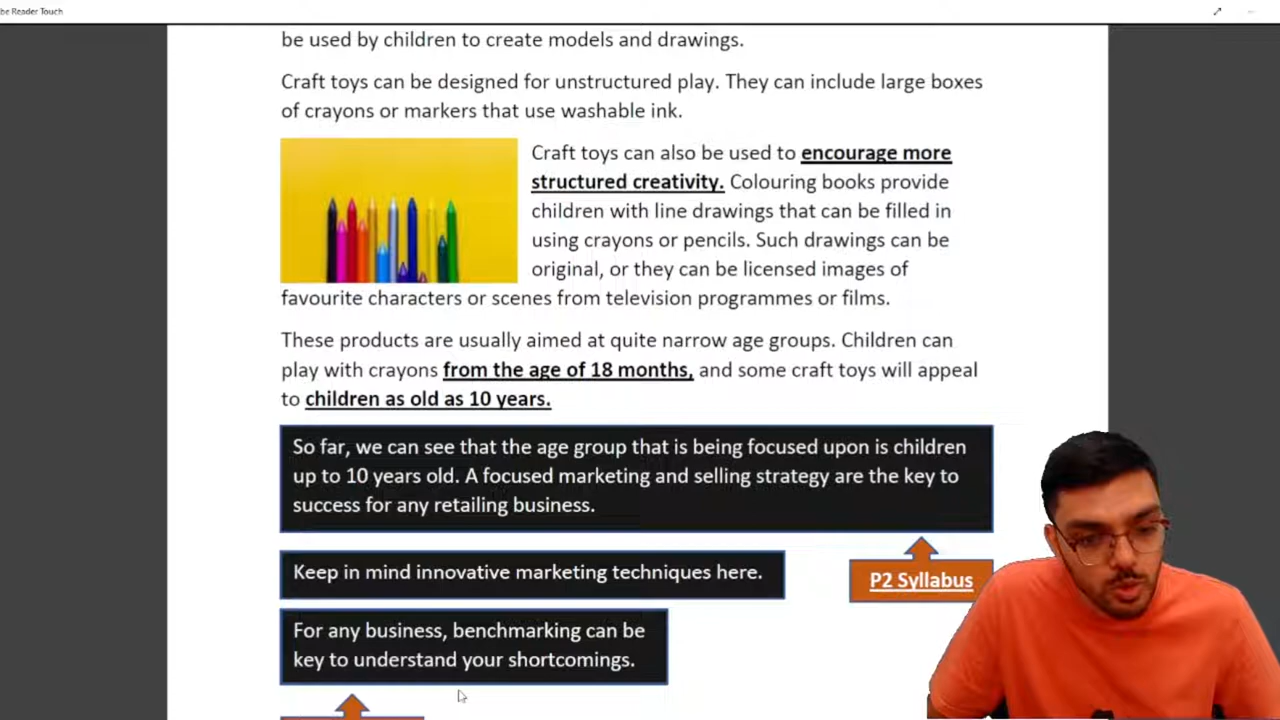 be Reader Touch
be used by children to create models and drawings.
Craft toys can be designed for unstructured play. They can include large boxes
of crayons or markers that use washable ink.
Craft toys can also be used to encourage more
structured creativity. Colouring books provide
children with line drawings that can be filled in
using crayons or pencils. Such drawings can be
original, or they can be licensed images of
favourite characters or scenes from television programmes or films.
These products are usually aimed at quite narrow age groups. Children can
play with crayons from the age of 18 months, and some craft toys will appeal
to children as old as 10 years.
So far, we can see that the age group that is being focused upon is children
up to 10 years old. A focused marketing and selling strategy are the key to
success for any retailing business.
Keep in mind innovative marketing techniques here.
P2 Syllabus
For any business, benchmarking can be
key to understand your shortcomings.